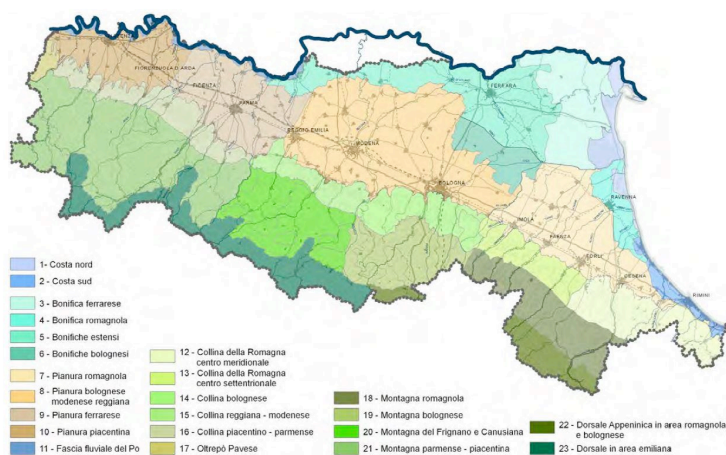 PIACENZA
FIORENZUOLA D'ARDA
FIDENTA
PARMA
REGGIO EMILIA
MODENA
BOLOGNA
FERRARA
RAVENNA
IMOLA
FAENZA
FORLI
CESENA
RIMINI
1- Costa nord
2 - Costa sud
3 - Bonifica ferrarese
4 - Bonifica romagnola
5 - Bonifiche estensi
6 - Bonifiche bolognesi
7 - Pianura romagnola
8 - Pianura bolognese
modenese reggiana
9 - Pianura ferrarese
10 - Pianura piacentina
11 - Fascia fluviale del Po
12 - Collina della Romagna
centro meridionale
13 - Collina della Romagna
centro settentrionale
14 - Collina bolognese
15 - Collina reggiana - modenese
16 - Collina piacentino - parmense
17 - Oltrepò Pavese
18 - Montagna romagnola
19 - Montagna bolognese
20 - Montagna del Frignano e Canusiana
21 - Montagna parmense - piacentina
22 - Dorsale Appeninica in area romagnola
e bolognese
23 - Dorsale in area emiliana